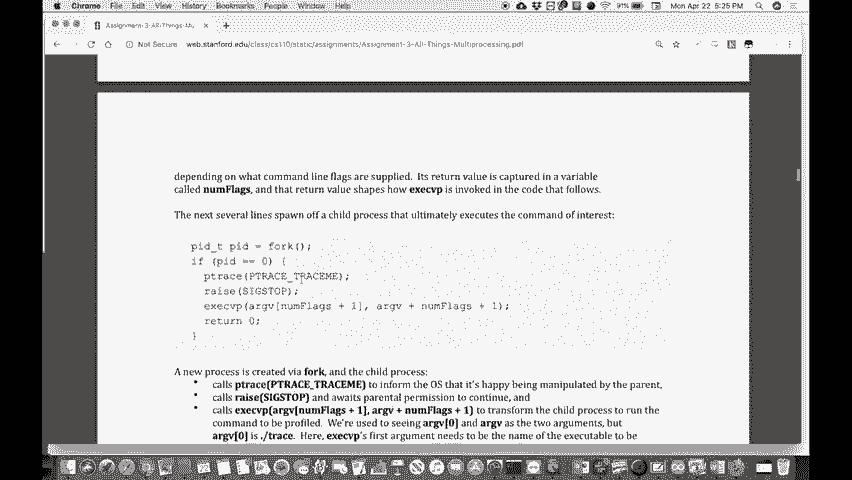 Chrome File Edit View History Bookmarks People Window Help
91% Mon Apr 22 5:25 PM
Assignment-3-All-Things-Mu
Not Secure web.stanford.edu/class/cs110/static/assignments/Assignment-3-All-Things-Multiprocessing.pdf
depending on what command line flags are supplied. Its return value is captured in a variable
called numFlags, and that return value shapes how execvp is invoked in the code that follows.
The next several lines spawn off a child process that ultimately executes the command of interest:
pid_t pid = fork();
if (pid == 0) {
ptrace(PTRACE_TRACEME);
raise(SIGSTOP);
execvp(argv[numFlags + 1], argv + numFlags + 1);
return 0;
}
A new process is created via fork, and the child process:
• calls ptrace(PTRACE_TRACEME) to inform the OS that it's happy being manipulated by the parent,
• calls raise(SIGSTOP) and awaits parental permission to continue, and
• calls execvp(argv[numFlags + 1], argv + numFlags + 1) to transform the child process to run the
command to be profiled. We're used to seeing argv[0] and argv as the two arguments, but
argv[0] is ./trace. Here, execvp's first argument needs to be the name of the executable to be